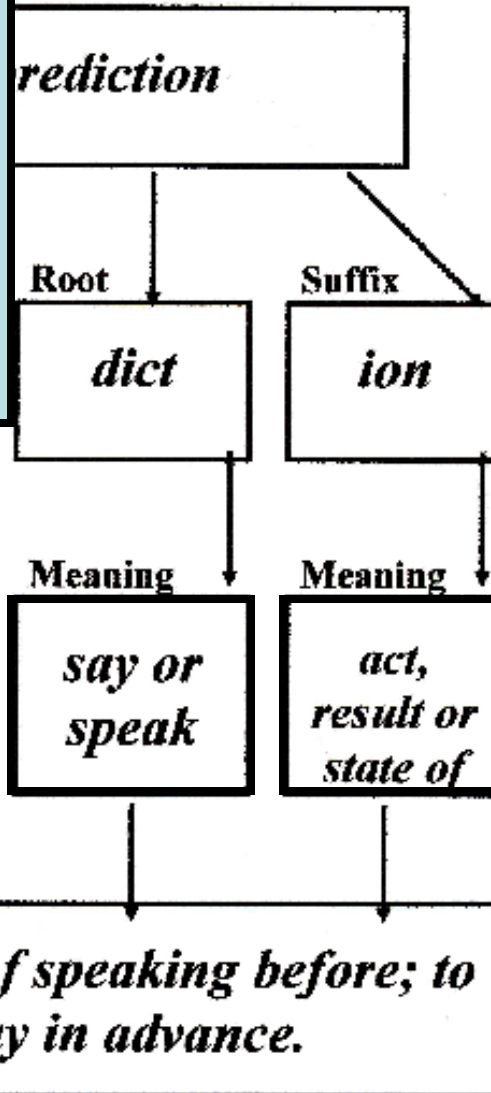 rediction
Root Suffix
dict ion
Meaning Meaning
say or
speak
act,
result or
state of
f speaking before; to
y in advance.